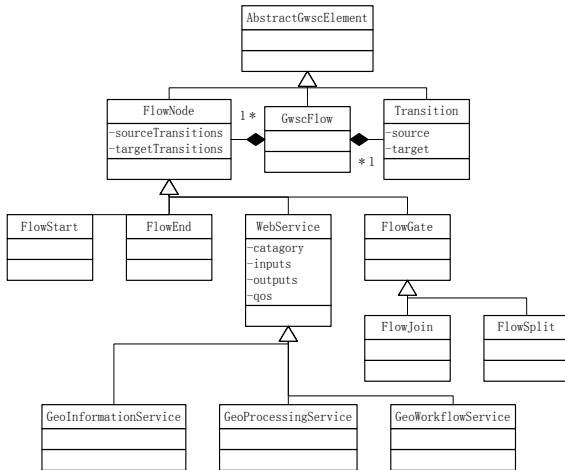 AbstractGwscElement
FlowNode
-sourceTransitions
-targetTransitions
1*
GwscFlow
*1
Transition
-source
-target
FlowStart
FlowEnd
WebService
-catagory
-inputs
-outputs
-qos
FlowGate
FlowJoin
FlowSplit
GeoInformationService
GeoProcessingService
GeoWorkflowService